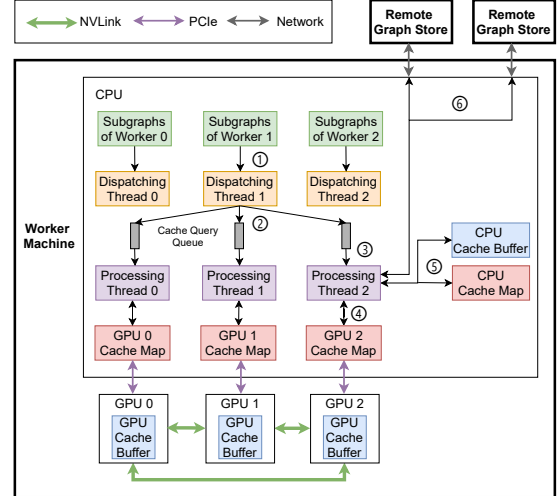 NVLink
PCIe
Network
Remote
Graph Store
Remote
Graph Store
CPU
⑥
Subgraphs
of Worker 0
Subgraphs
of Worker 1
Subgraphs
of Worker 2
①
Dispatching
Thread 0
Dispatching
Thread 1
Dispatching
Thread 2
②
Cache Query
Queue
③
Worker
Machine
CPU
Cache Buffer
⑤
CPU
Cache Map
Processing
Thread 0
Processing
Thread 1
Processing
Thread 2
④
GPU 0
Cache Map
GPU 1
Cache Map
GPU 2
Cache Map
GPU 0
GPU
Cache
Buffer
GPU 1
GPU
Cache
Buffer
GPU 2
GPU
Cache
Buffer